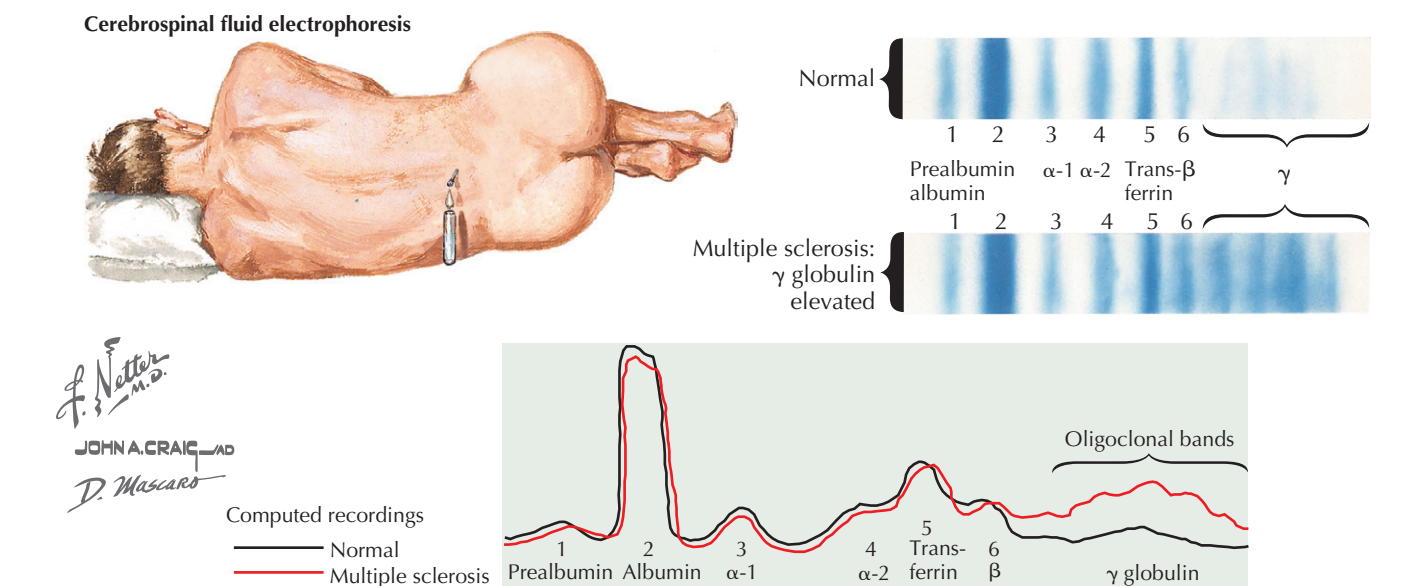 Cerebrospinal fluid electrophoresis
Normal
1 2 3 4 5 6
Prealbumin α-1 α-2 Trans-β γ
albumin ferrin
1 2 3 4 5 6
Multiple sclerosis:
γ globulin
elevated
F. Netter
M.D.
JOHN A. CRAIG—AD
D. Mascaro
Computed recordings
Normal
Multiple sclerosis
Oligoclonal bands
1 2 3 4 5 6
Prealbumin Albumin α-1 α-2 Trans-
ferrin β γ globulin